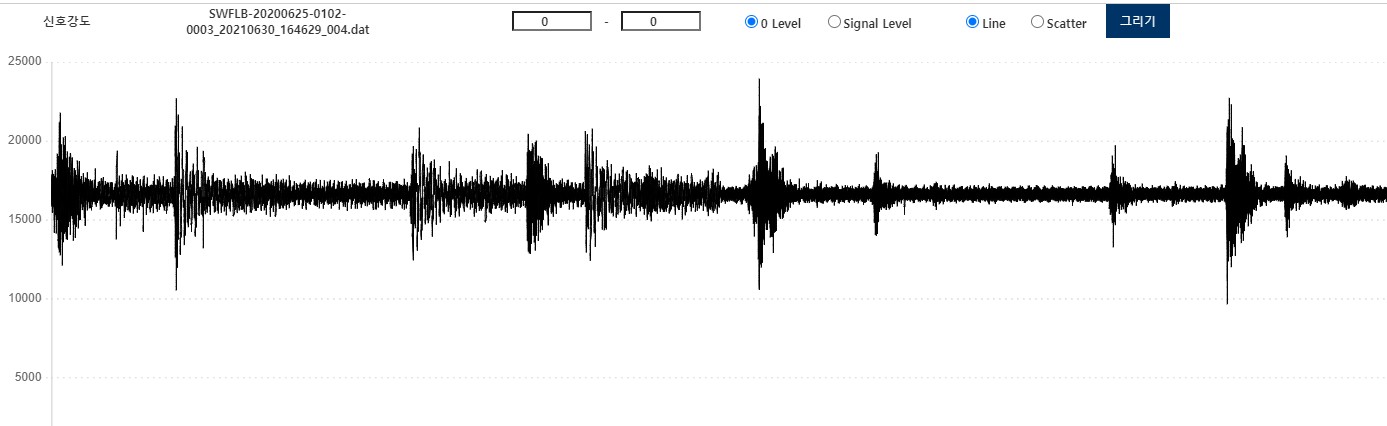 신호강도
SWFLB-20200625-0102-
0003_20210630_164629_004.dat
0 - 0
0 Level Signal Level
Line Scatter
그리기
25000
20000
15000
10000
5000